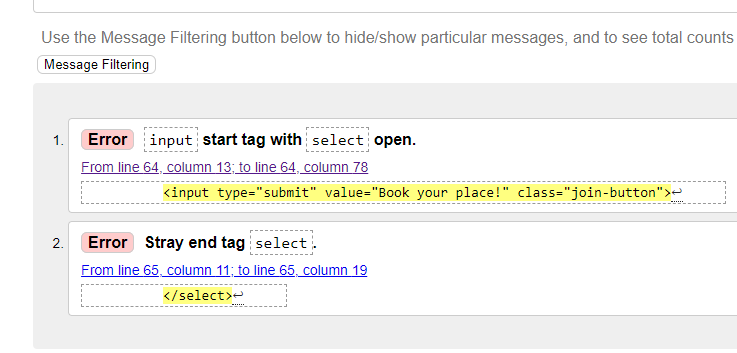 Use the Message Filtering button below to hide/show particular messages, and to see total counts
Message Filtering
1. Error input start tag with select open.
From line 64, column 13; to line 64, column 78
<input type="submit" value="Book your place!" class="join-button">↩
2. Error Stray end tag select.
From line 65, column 11; to line 65, column 19
</select>↩